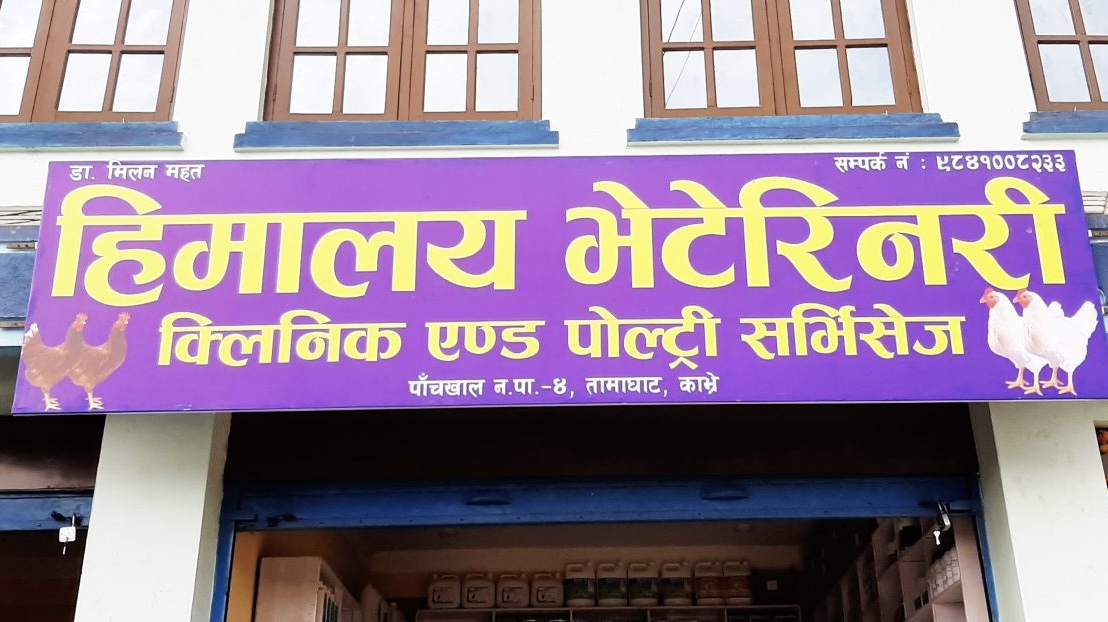 डा. मिलन महत
सम्पर्क नं : ९८४१००८२३३
हिमालय भेटेरिनरी
क्लिनिक एण्ड पोल्ट्री सर्भिसेज
पाँचखाल न.पा.-४, तामाघाट, काभ्रे